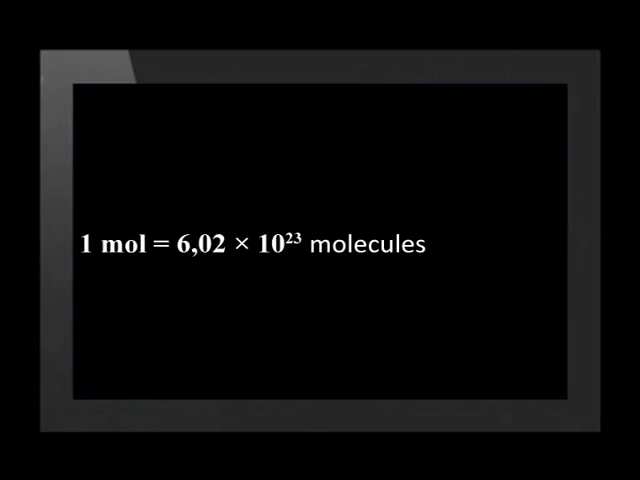 1 mol = 6,02 × 10²³ molecules